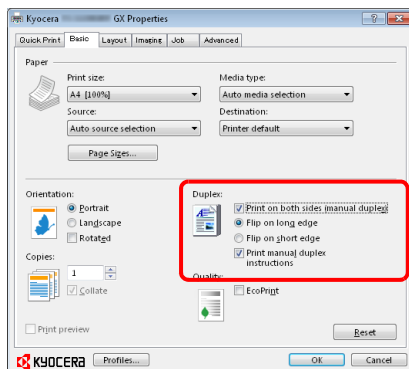 Kyocera GX Properties
Quick Print Basic Layout Imaging Job Advanced
Paper
Print size:
A4 [100%]
Source:
Auto source selection
Page Sizes...
Media type:
Auto media selection
Destination:
Printer default
Orientation:
Portrait
Landscape
Rotated
Copies:
1
Collate
Duplex:
Print on both sides (manual duplex)
Flip on long edge
Flip on short edge
Print manual duplex
instructions
Quality:
EcoPrint
Print preview
Reset
KYOCERA Profiles... OK Cancel